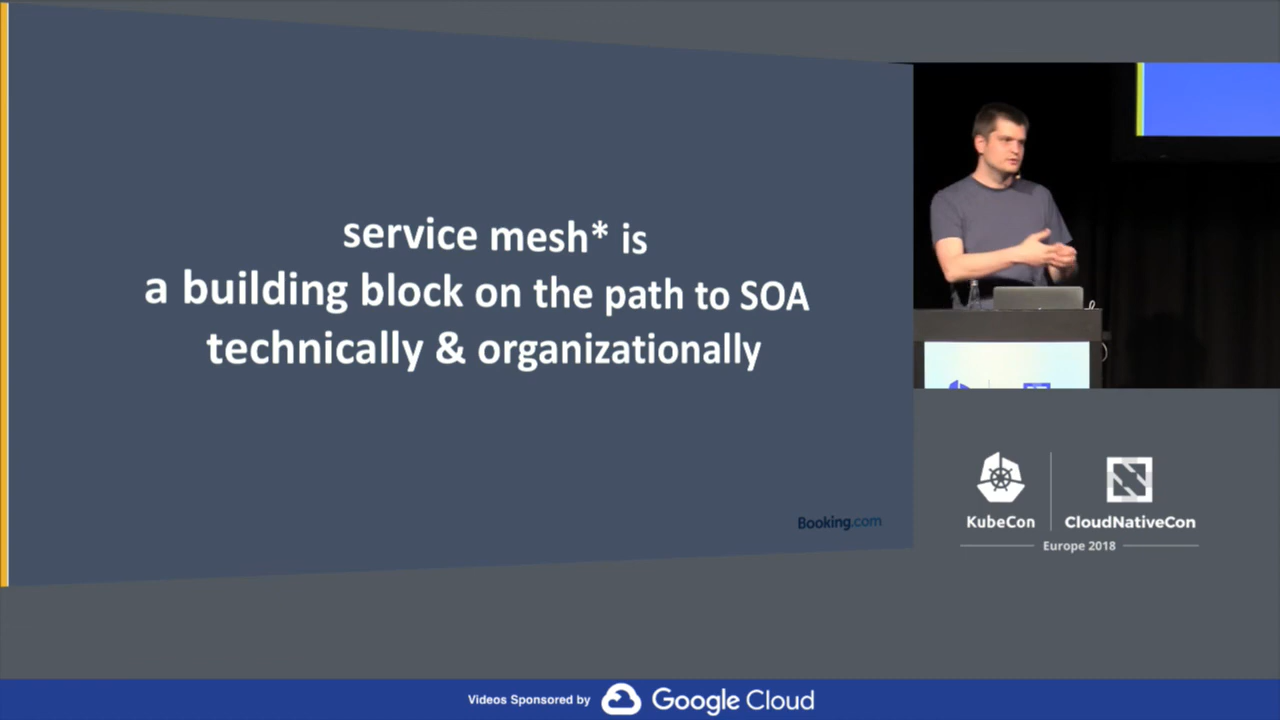 service mesh* is
a building block on the path to SOA
technically & organizationally
Booking.com
KubeCon
CloudNativeCon
Europe 2018
Videos Sponsored by
Google Cloud